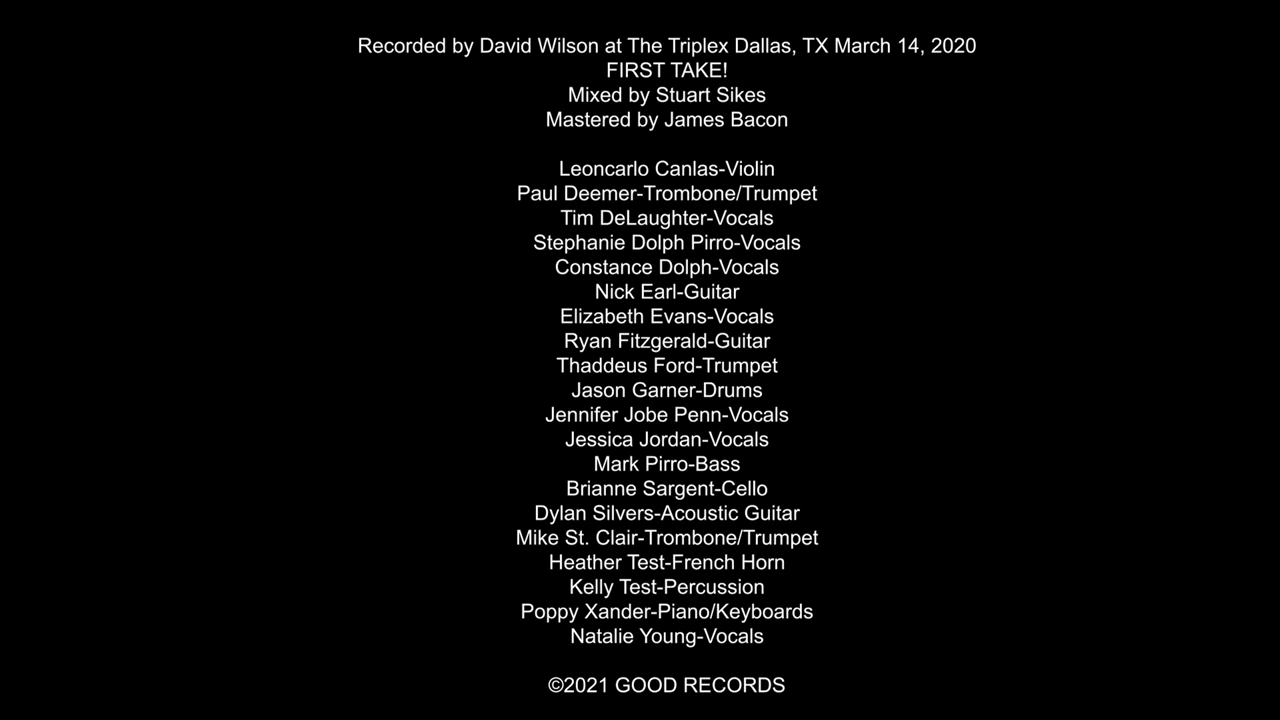 Recorded by David Wilson at The Triplex Dallas, TX March 14, 2020
FIRST TAKE!
Mixed by Stuart Sikes
Mastered by James Bacon
Leoncarlo Canlas-Violin
Paul Deemer-Trombone/Trumpet
Tim DeLaughter-Vocals
Stephanie Dolph Pirro-Vocals
Constance Dolph-Vocals
Nick Earl-Guitar
Elizabeth Evans-Vocals
Ryan Fitzgerald-Guitar
Thaddeus Ford-Trumpet
Jason Garner-Drums
Jennifer Jobe Penn-Vocals
Jessica Jordan-Vocals
Mark Pirro-Bass
Brianne Sargent-Cello
Dylan Silvers-Acoustic Guitar
Mike St. Clair-Trombone/Trumpet
Heather Test-French Horn
Kelly Test-Percussion
Poppy Xander-Piano/Keyboards
Natalie Young-Vocals
©2021 GOOD RECORDS